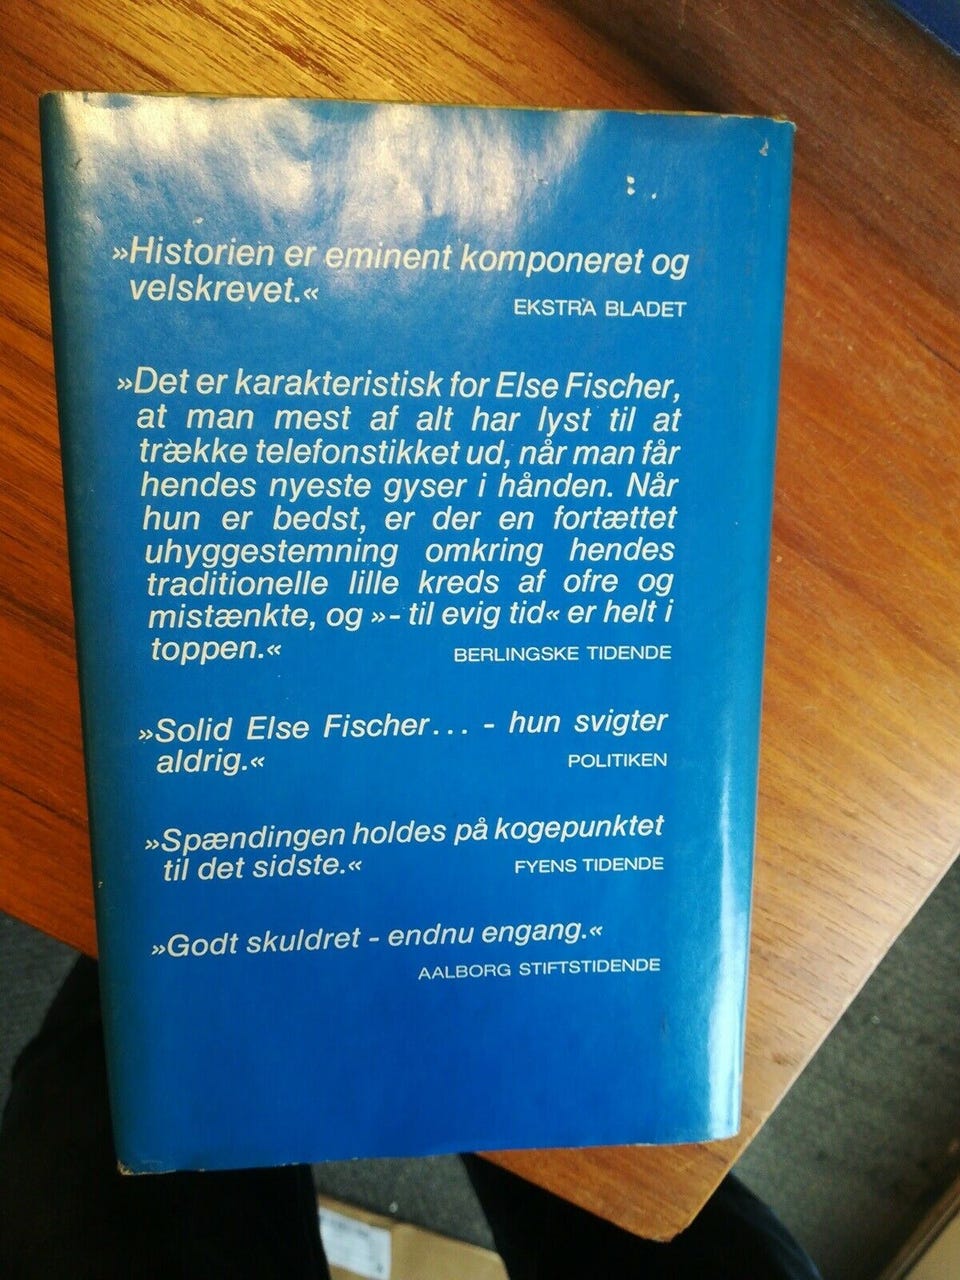 »Historien er eminent komponeret og
velskrevet.«
EKSTRA BLADET
»Det er karakteristisk for Else Fischer,
at man mest af alt har lyst til at
trække telefonstikket ud, når man får
hendes nyeste gyser i hånden. Når
hun er bedst, er der en fortættet
uhyggestemning omkring hendes
traditionelle lille kreds af ofre og
mistænkte, og »- til evig tid« er helt i
toppen.«
BERLINGSKE TIDENDE
»Solid Else Fischer... - hun svigter
aldrig.«
POLITIKEN
»Spændingen holdes på kogepunktet
til det sidste.«
FYENS TIDENDE
»Godt skuldret - endnu engang.«
AALBORG STIFTSTIDENDE